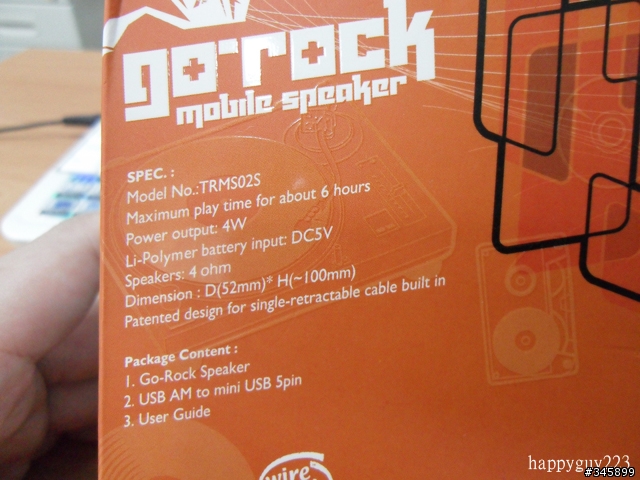 go·rock
mobile speaker
SPEC. :
Model No.:TRMS02S
Maximum play time for about 6 hours
Power output: 4W
Li-Polymer battery input: DC5V
Speakers: 4 ohm
Dimension : D(52mm)* H(~100mm)
Patented design for single-retractable cable built in
Package Content :
1. Go-Rock Speaker
2. USB AM to mini USB 5pin
3. User Guide
wire
happyguy223
#345899